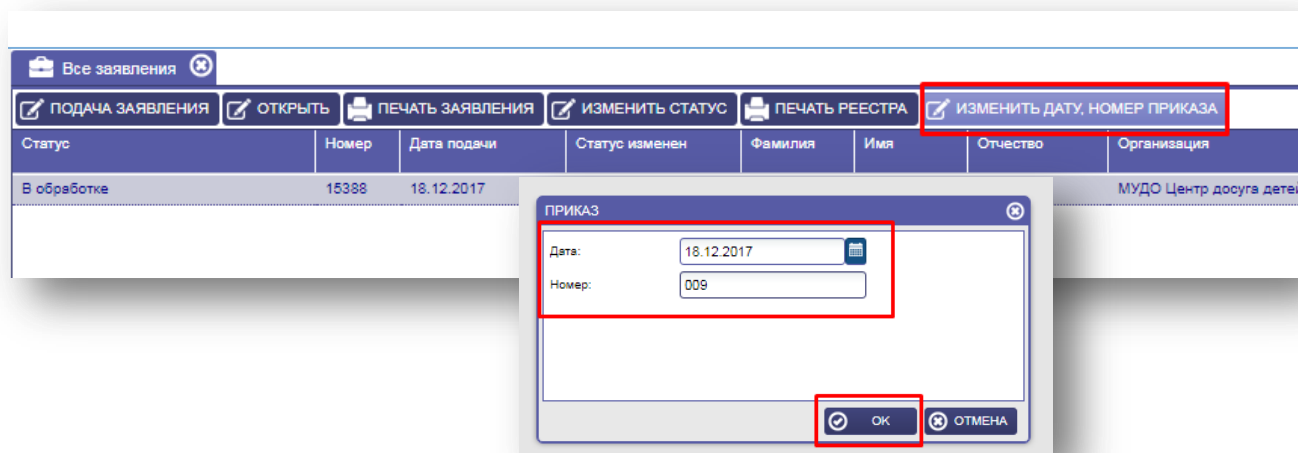 Все заявления
ПОДАЧА ЗАЯВЛЕНИЯ ОТКРЫТЬ ПЕЧАТЬ ЗАЯВЛЕНИЯ ИЗМЕНИТЬ СТАТУС ПЕЧАТЬ РЕЕСТРА ИЗМЕНИТЬ ДАТУ, НОМЕР ПРИКАЗА
Статус Номер Дата подачи Статус изменен Фамилия Имя Отчество Организация
В обработке 15388 18.12.2017 МУДО Центр досуга детей
ПРИКАЗ
Дата: 18.12.2017
Номер: 009
ОК ОТМЕНА